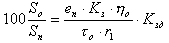 100 S_o / S_n = (e_n · K_з · η_o) / (τ_o · r_1) · K_зд